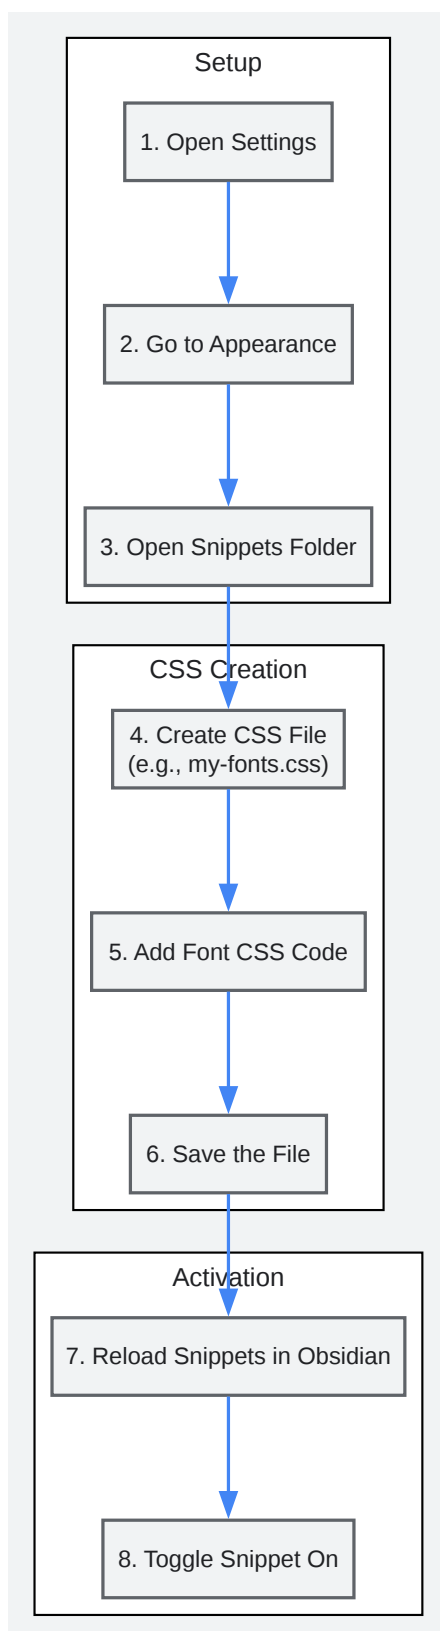 Setup
1. Open Settings
2. Go to Appearance
3. Open Snippets Folder
CSS Creation
4. Create CSS File
(e.g., my-fonts.css)
5. Add Font CSS Code
6. Save the File
Activation
7. Reload Snippets in Obsidian
8. Toggle Snippet On